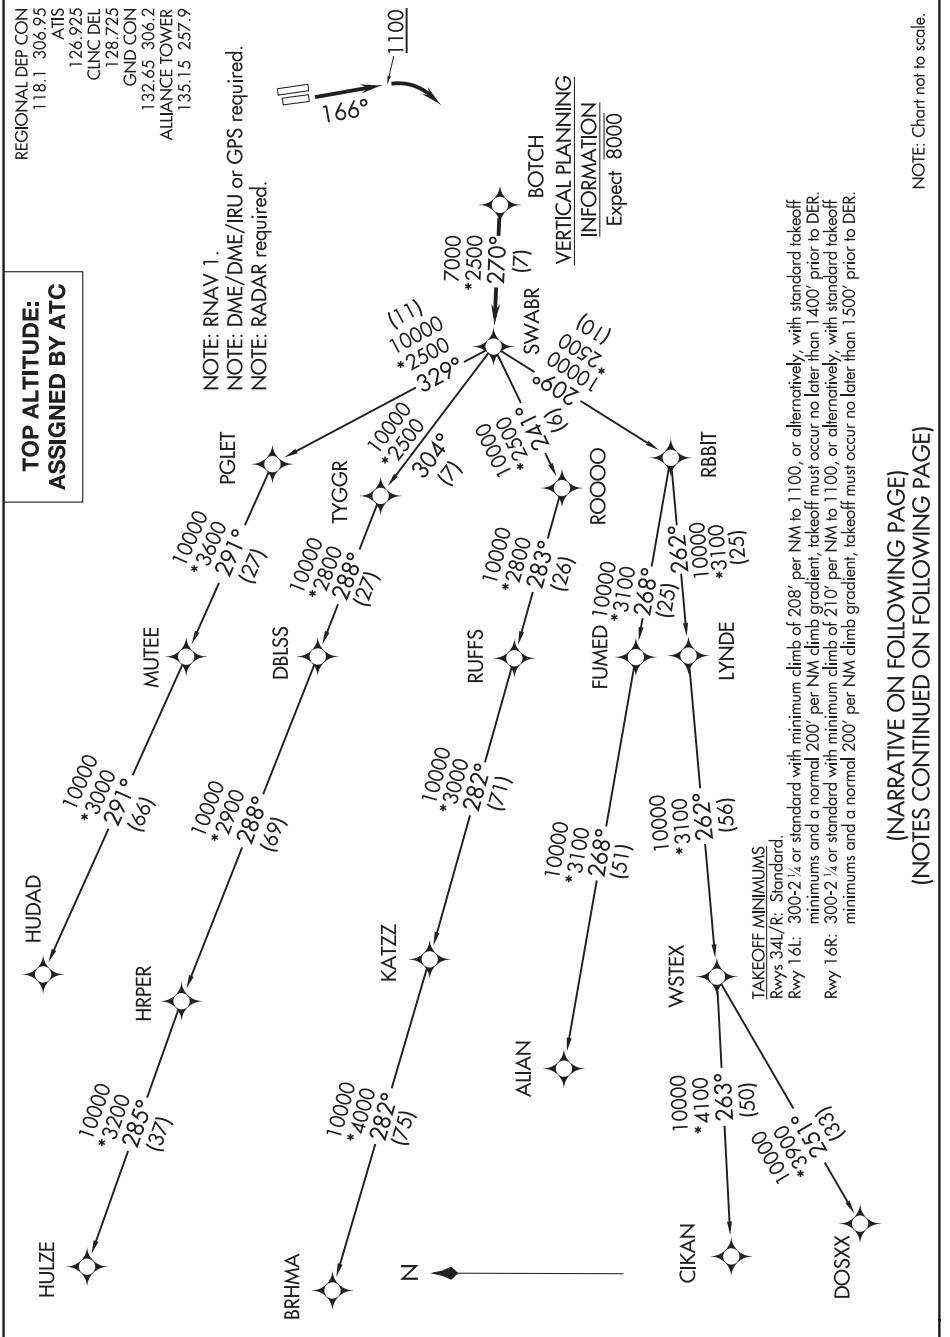 REGIONAL DEP CON
118.1 306.95
ATIS
126.925
CLNC DEL
128.725
GND CON
132.65 306.2
ALLIANCE TOWER
135.15 257.9
TOP ALTITUDE:
ASSIGNED BY ATC
NOTE: RNAV 1.
NOTE: DME/DME/IRU or GPS required.
NOTE: RADAR required.
1100
166°
BOTCH
VERTICAL PLANNING
INFORMATION
Expect 8000
7000
*2500
270°
(7)
SWABR
(11)
10000
*2500
329°
PGLET
10000
*3600
291°
(27)
MUTEE
10000
*3000
291°
(66)
HUDAD
10000
*2500
304°
(7)
TYGGR
10000
*2800
288°
(27)
DBLSS
10000
*2900
288°
(69)
HRPER
10000
*3200
285°
(37)
HULZE
10000
*2500
241°
(9)
ROOOO
10000
*2800
283°
(26)
RUFFS
10000
*3000
282°
(71)
KATZZ
10000
*4000
282°
(75)
BRHMA
209°
10000
*2500
(10)
RBBIT
10000
*3100
268°
(25)
FUMED
10000
*3100
268°
(51)
ALIAN
262°
10000
*3100
(25)
LYNDE
10000
*3100
262°
(56)
WSTEX
10000
*4100
263°
(50)
CIKAN
10000
*3900
251°
(33)
DOSXX
N
TAKEOFF MINIMUMS
Rwys 34L/R: Standard.
Rwy 16L: 300-2 ¼ or standard with minimum climb of 208' per NM to 1100, or alternatively, with standard takeoff
minimums and a normal 200' per NM climb gradient, takeoff must occur no later than 1400' prior to DER.
Rwy 16R: 300-2 ¼ or standard with minimum climb of 210' per NM to 1100, or alternatively, with standard takeoff
minimums and a normal 200' per NM climb gradient, takeoff must occur no later than 1500' prior to DER.
(NARRATIVE ON FOLLOWING PAGE)
(NOTES CONTINUED ON FOLLOWING PAGE)
NOTE: Chart not to scale.